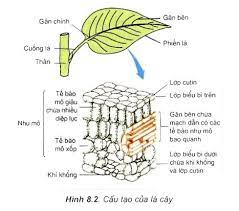 Gân chính
Gân bên
Cuống lá
Phiến lá
Thân
Lớp cutin
Tế bào
mô giậu
chứa nhiều
diệp lục
Lớp biểu bì trên
Nhu mô
Gân bên chứa
mạch dẫn có các
tế bào như mô
bao quanh
Tế bào
mô xốp
Lớp biểu bì dưới
chứa khí khổng
và lớp cutin
Khí khổng
Hình 8.2. Cấu tạo của lá cây